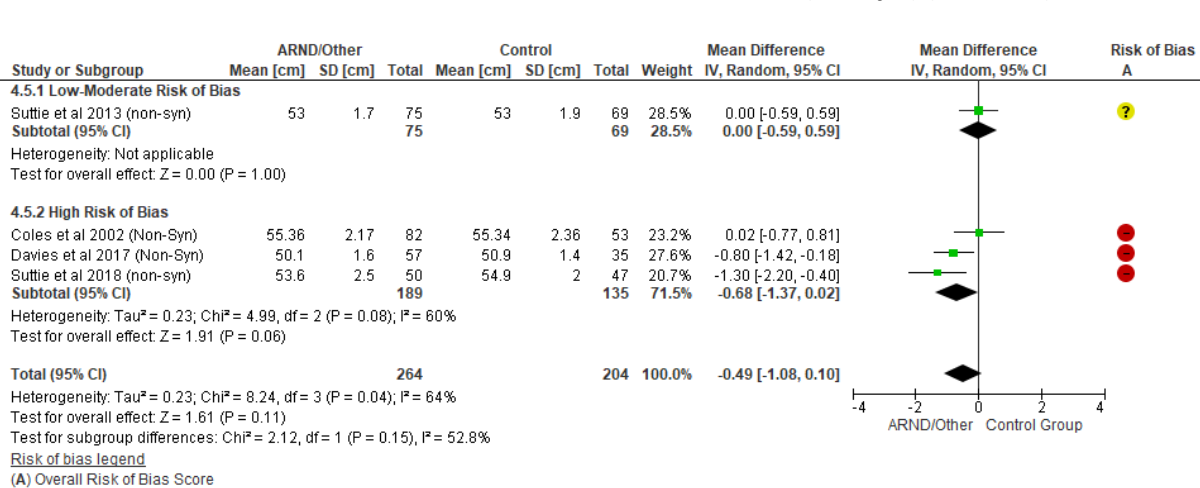 ARND/Other Control Mean Difference Mean Difference Risk of Bias
Study or Subgroup Mean [cm] SD [cm] Total Mean [cm] SD [cm] Total Weight IV, Random, 95% CI IV, Random, 95% CI A
4.5.1 Low-Moderate Risk of Bias
Suttie et al 2013 (non-syn) 53 1.7 75 53 1.9 69 28.5% 0.00 [-0.59, 0.59] ?
Subtotal (95% CI) 75 69 28.5% 0.00 [-0.59, 0.59]
Heterogeneity: Not applicable
Test for overall effect: Z = 0.00 (P = 1.00)
4.5.2 High Risk of Bias
Coles et al 2002 (Non-Syn) 55.36 2.17 82 55.34 2.36 53 23.2% 0.02 [-0.77, 0.81] -
Davies et al 2017 (Non-Syn) 50.1 1.6 57 50.9 1.4 35 27.6% -0.80 [-1.42, -0.18] -
Suttie et al 2018 (non-syn) 53.6 2.5 50 54.9 2 47 20.7% -1.30 [-2.20, -0.40] -
Subtotal (95% CI) 189 135 71.5% -0.68 [-1.37, 0.02]
Heterogeneity: Tau² = 0.23; Chi² = 4.99, df = 2 (P = 0.08); I² = 60%
Test for overall effect: Z = 1.91 (P = 0.06)
Total (95% CI) 264 204 100.0% -0.49 [-1.08, 0.10]
Heterogeneity: Tau² = 0.23; Chi² = 8.24, df = 3 (P = 0.04); I² = 64%
Test for overall effect: Z = 1.61 (P = 0.11)
Test for subgroup differences: Chi² = 2.12, df = 1 (P = 0.15), I² = 52.8%
-4 -2 0 2 4
ARND/Other Control Group
Risk of bias legend
(A) Overall Risk of Bias Score